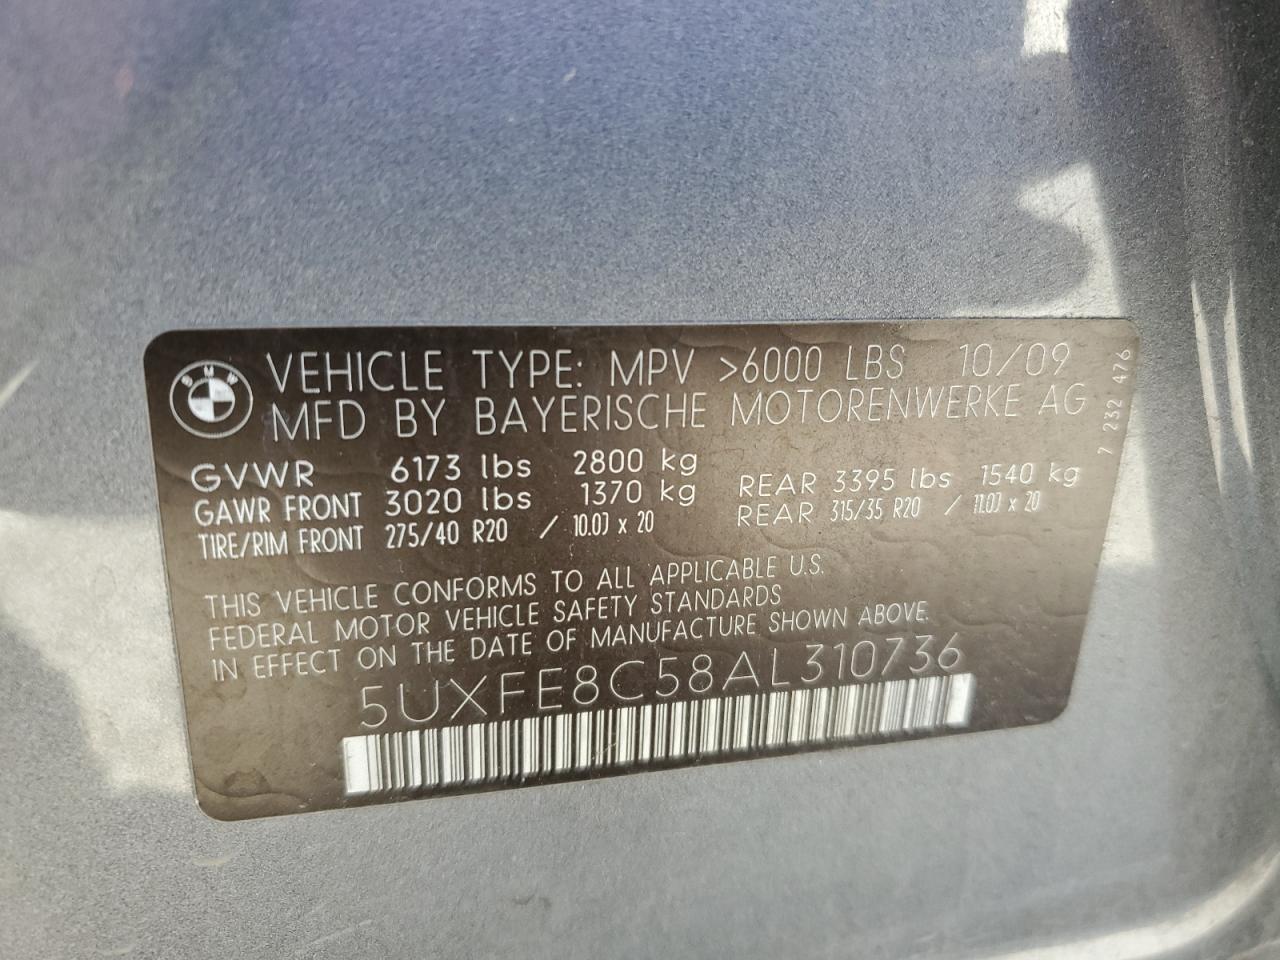 BMW
VEHICLE TYPE: MPV >6000 LBS 10/09
MFD BY BAYERISCHE MOTORENWERKE AG
7 232 476
GVWR 6173 lbs 2800 kg
GAWR FRONT 3020 lbs 1370 kg REAR 3395 lbs 1540 kg
TIRE/RIM FRONT 275/40 R20 / 10.0J x 20 REAR 315/35 R20 / 11.0J x 20
THIS VEHICLE CONFORMS TO ALL APPLICABLE U.S.
FEDERAL MOTOR VEHICLE SAFETY STANDARDS
IN EFFECT ON THE DATE OF MANUFACTURE SHOWN ABOVE.
5UXFE8C58AL310736